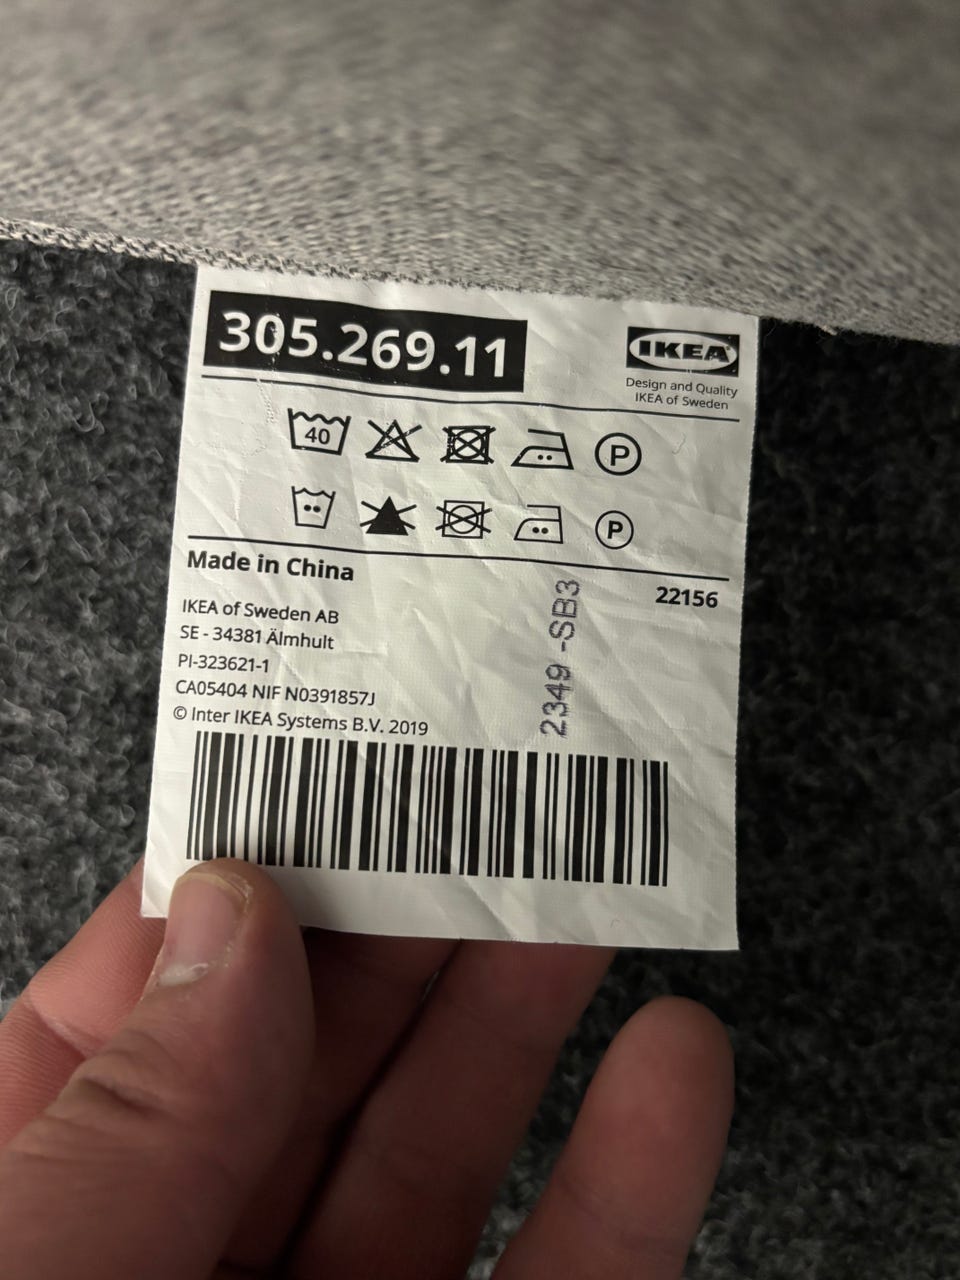 305.269.11
IKEA
Design and Quality
IKEA of Sweden
40
P
P
Made in China
22156
IKEA of Sweden AB
SE - 34381 Älmhult
PI-323621-1
CA05404 NIF N0391857J
© Inter IKEA Systems B.V. 2019
2349 -SB3